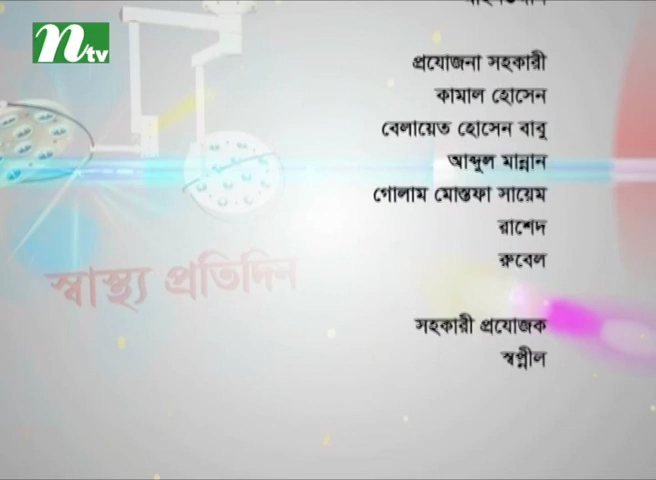 ntv
প্রযোজনা সহকারী
কামাল হোসেন
বেলায়েত হোসেন বাবু
আব্দুল মান্নান
গোলাম মোস্তফা সায়েম
রাশেদ
রুবেল
স্বাস্থ্য প্রতিদিন
সহকারী প্রযোজক
স্বপ্নীল